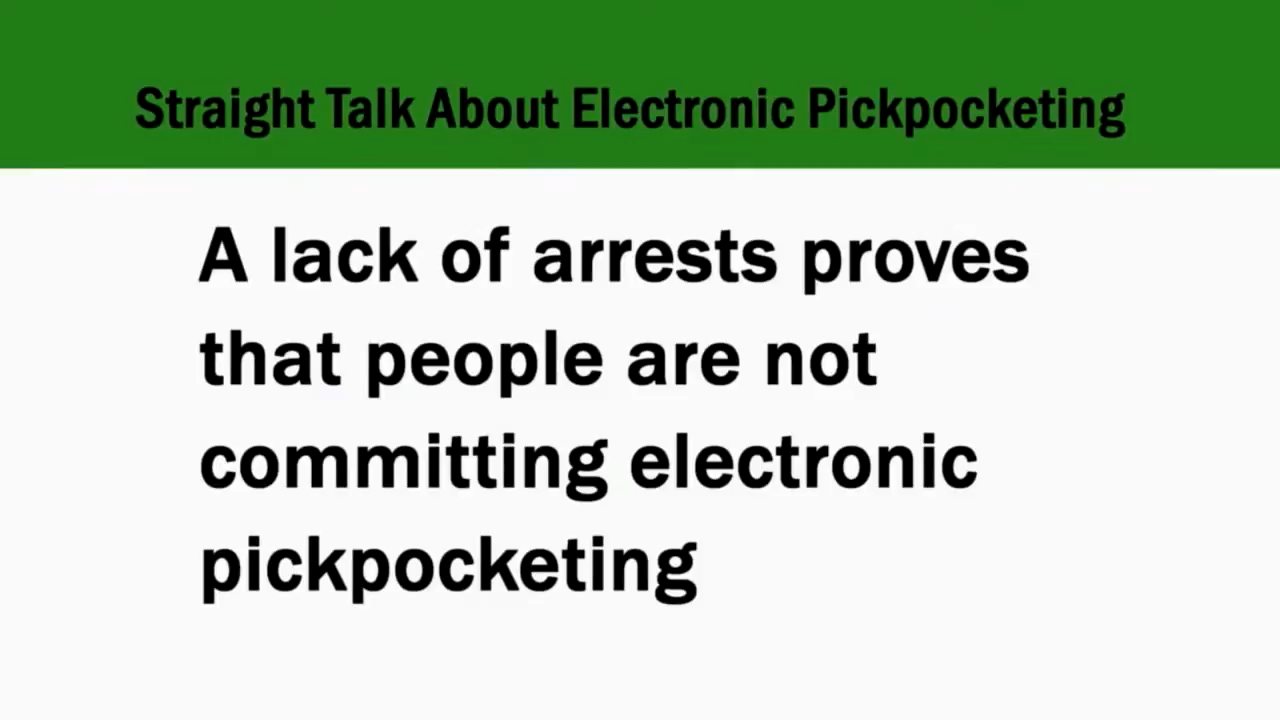 Straight Talk About Electronic Pickpocketing
A lack of arrests proves
that people are not
committing electronic
pickpocketing